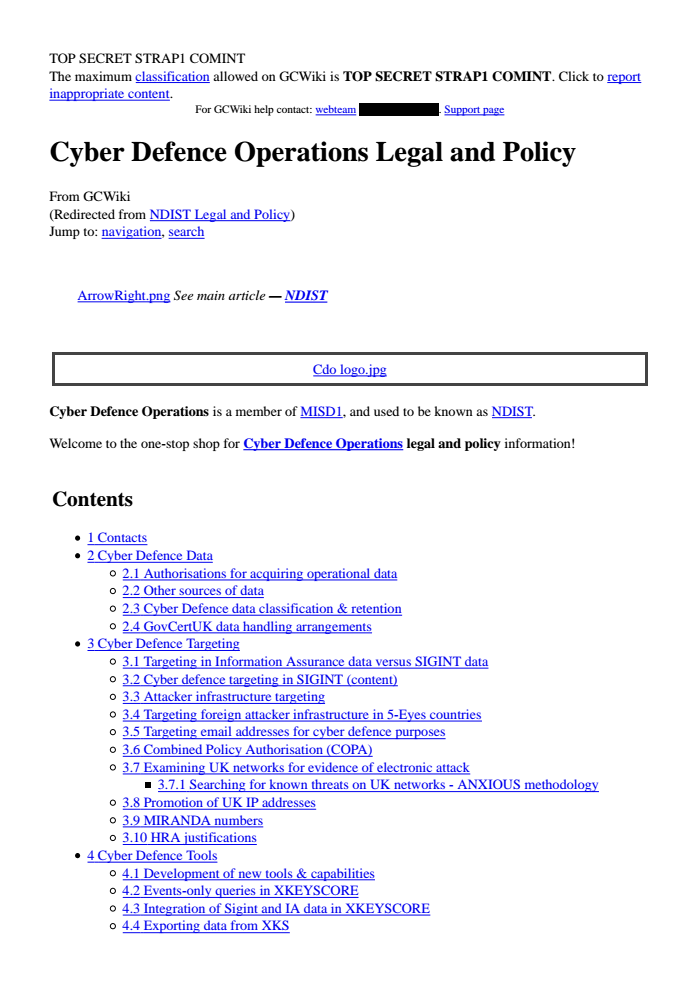 TOP SECRET STRAP1 COMINT
The maximum classification allowed on GCWiki is TOP SECRET STRAP1 COMINT. Click to report
inappropriate content.
For GCWiki help contact: webteam . Support page
Cyber Defence Operations Legal and Policy
From GCWiki
(Redirected from NDIST Legal and Policy)
Jump to: navigation, search
ArrowRight.png See main article — NDIST
Cdo logo.jpg
Cyber Defence Operations is a member of MISD1, and used to be known as NDIST.
Welcome to the one-stop shop for Cyber Defence Operations legal and policy information!
Contents
1 Contacts
2 Cyber Defence Data
2.1 Authorisations for acquiring operational data
2.2 Other sources of data
2.3 Cyber Defence data classification & retention
2.4 GovCertUK data handling arrangements
3 Cyber Defence Targeting
3.1 Targeting in Information Assurance data versus SIGINT data
3.2 Cyber defence targeting in SIGINT (content)
3.3 Attacker infrastructure targeting
3.4 Targeting foreign attacker infrastructure in 5-Eyes countries
3.5 Targeting email addresses for cyber defence purposes
3.6 Combined Policy Authorisation (COPA)
3.7 Examining UK networks for evidence of electronic attack
3.7.1 Searching for known threats on UK networks - ANXIOUS methodology
3.8 Promotion of UK IP addresses
3.9 MIRANDA numbers
3.10 HRA justifications
4 Cyber Defence Tools
4.1 Development of new tools & capabilities
4.2 Events-only queries in XKEYSCORE
4.3 Integration of Sigint and IA data in XKEYSCORE
4.4 Exporting data from XKS